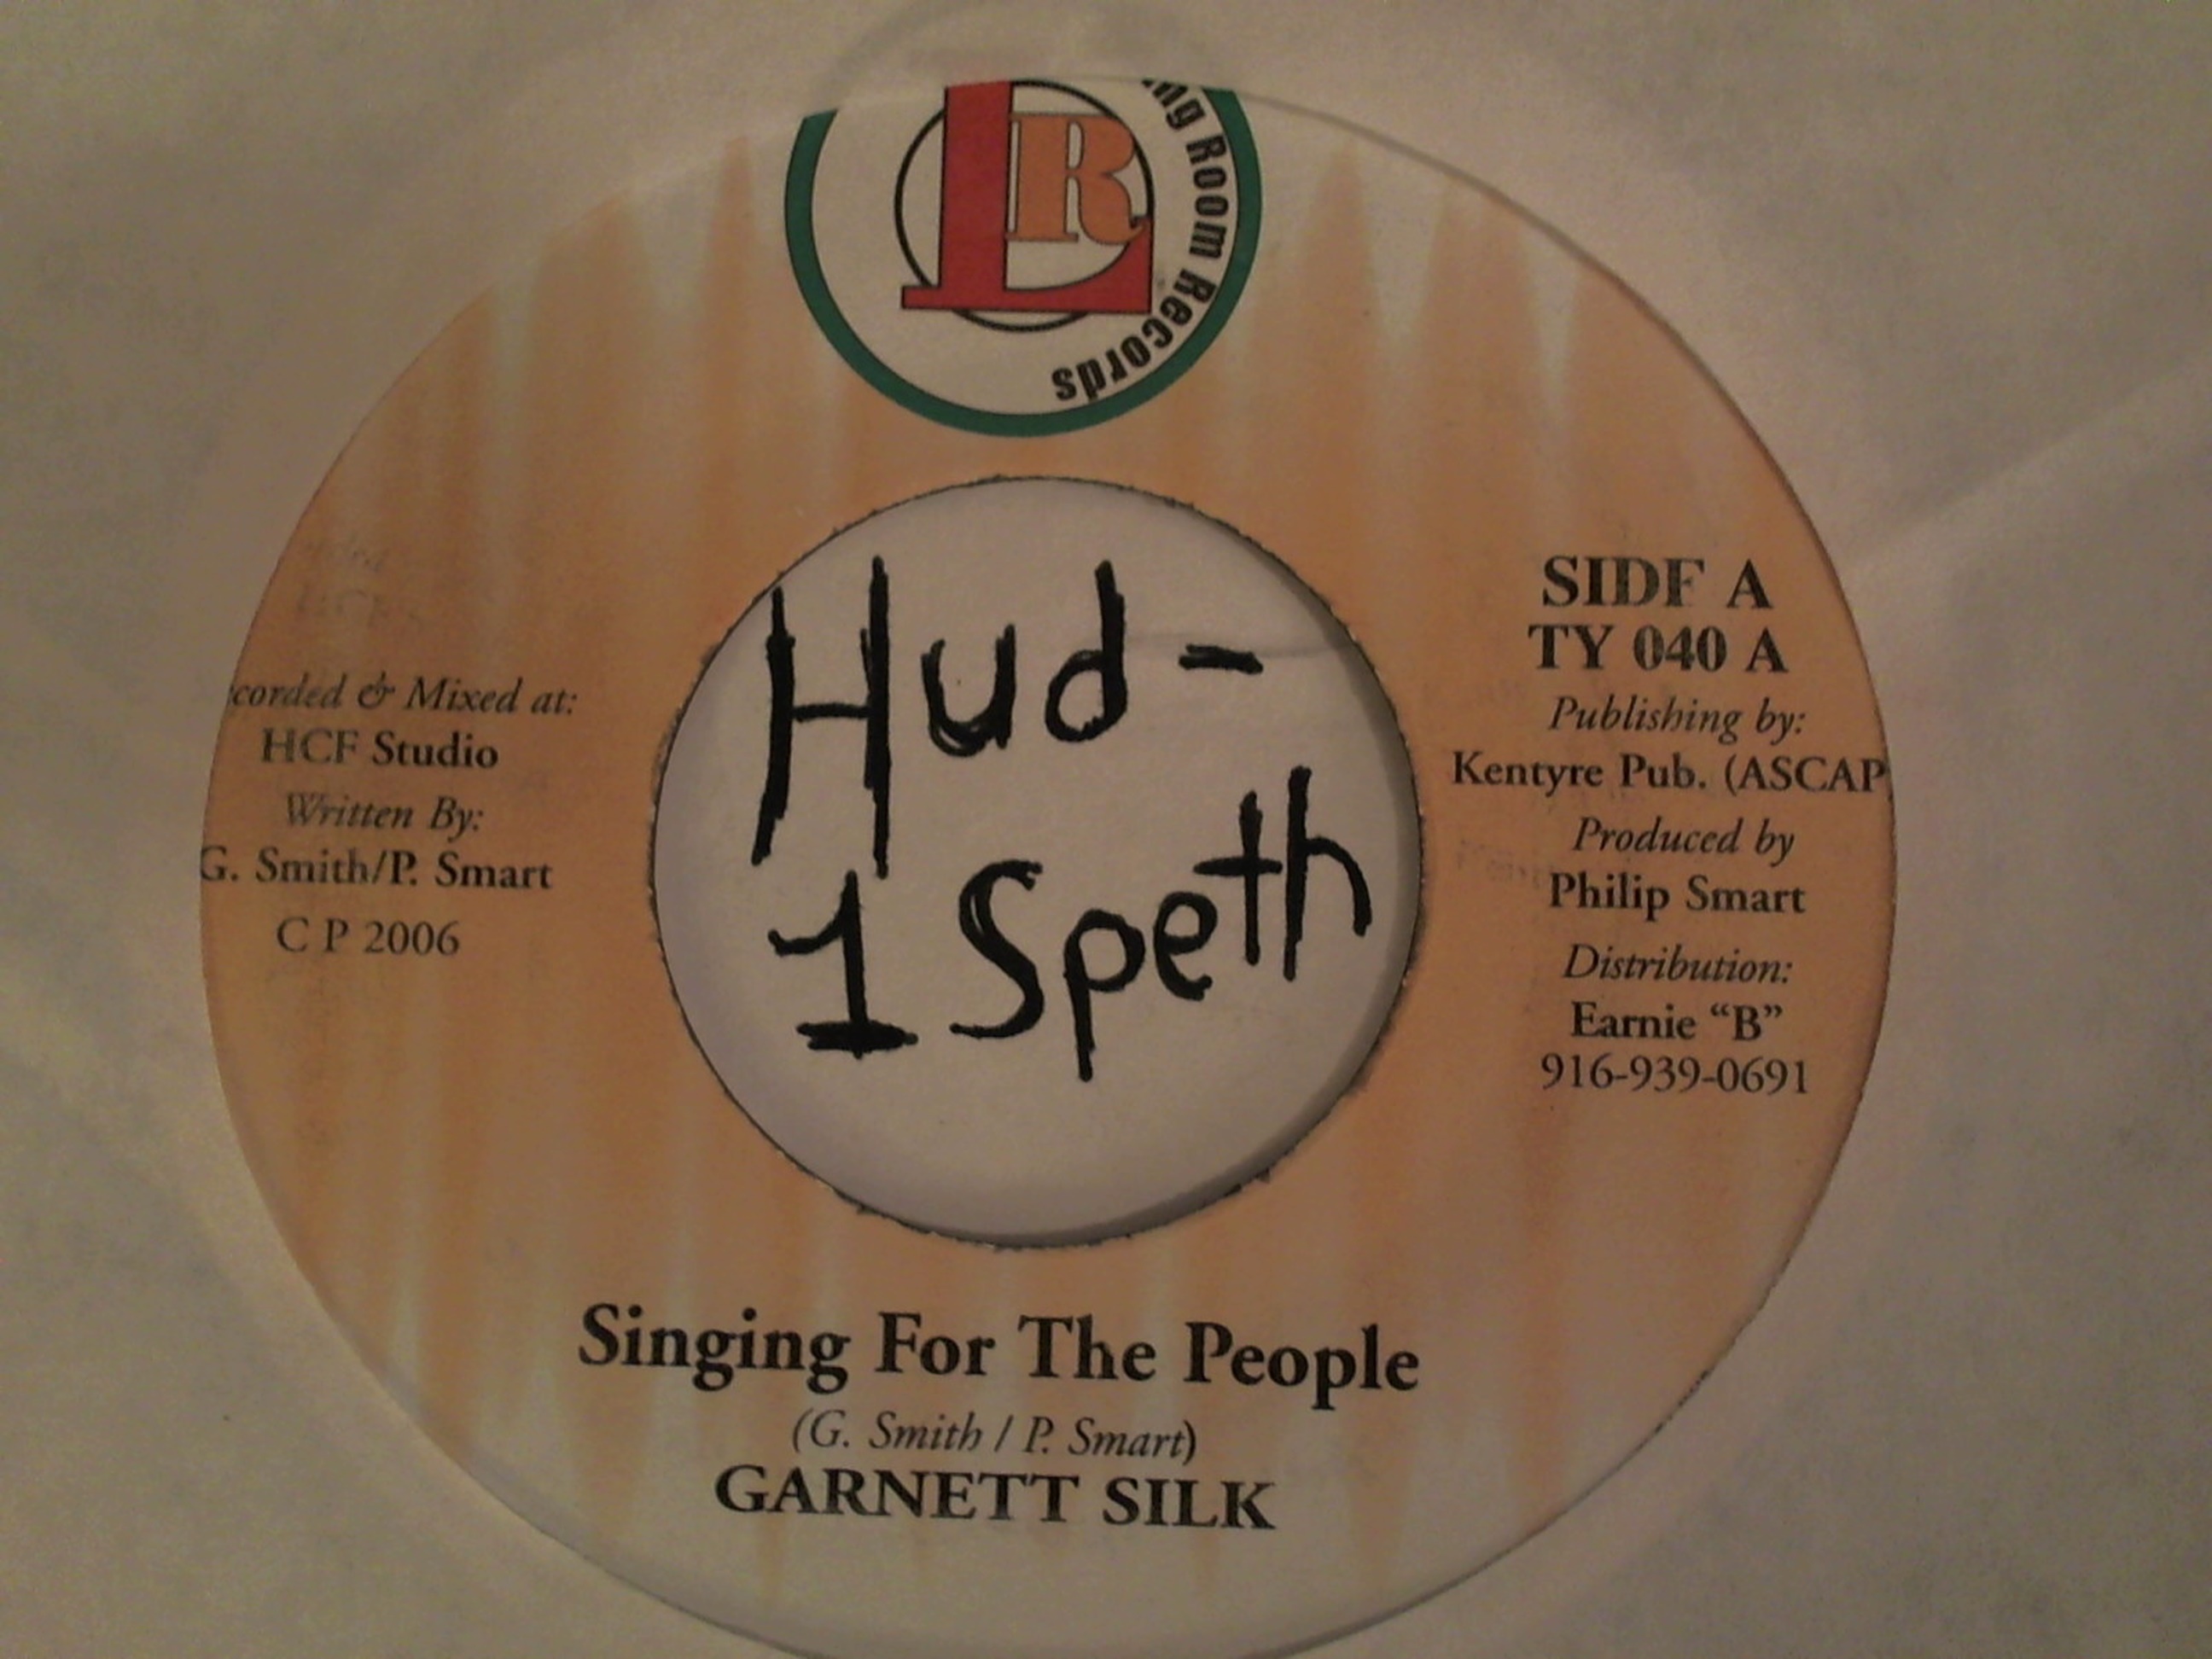 LR
ng Room Records
Hud-
1 Speth
corded & Mixed at:
HCF Studio
Written By:
G. Smith/P. Smart
C P 2006
SIDF A
TY 040 A
Publishing by:
Kentyre Pub. (ASCAP
Produced by
Philip Smart
Distribution:
Earnie “B”
916-939-0691
Singing For The People
(G. Smith / P. Smart)
GARNETT SILK